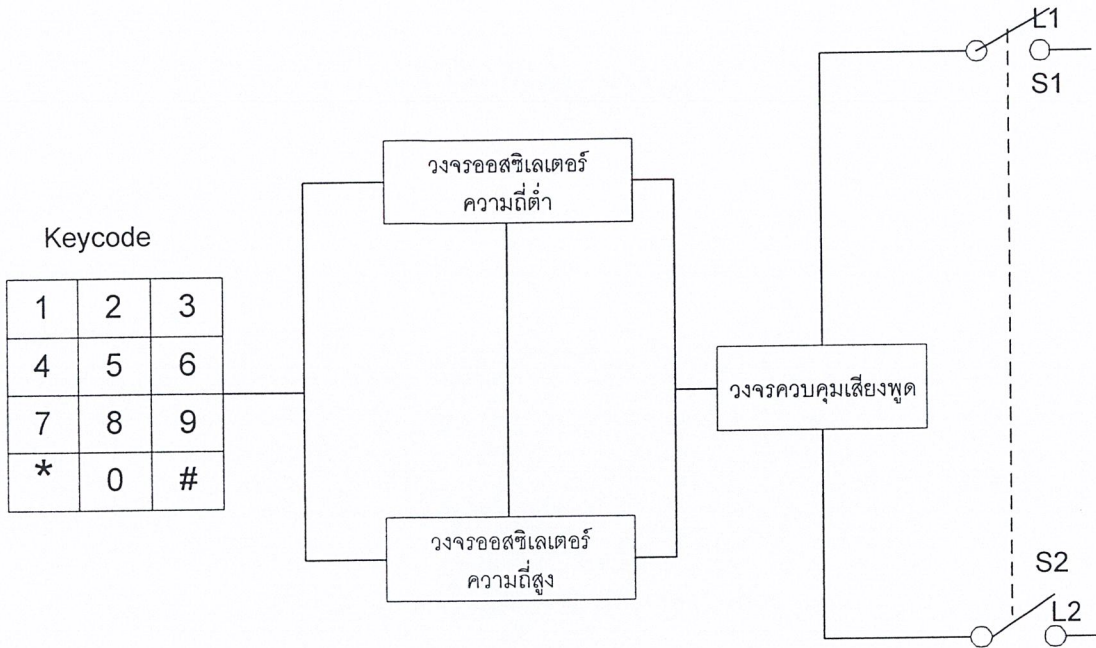 L1
S1
วงจรออสซิเลเตอร์
ความถี่ต่ำ
Keycode
1 2 3
4 5 6
7 8 9
* 0 #
วงจรควบคุมเสียงพูด
วงจรออสซิเลเตอร์
ความถี่สูง
S2
L2